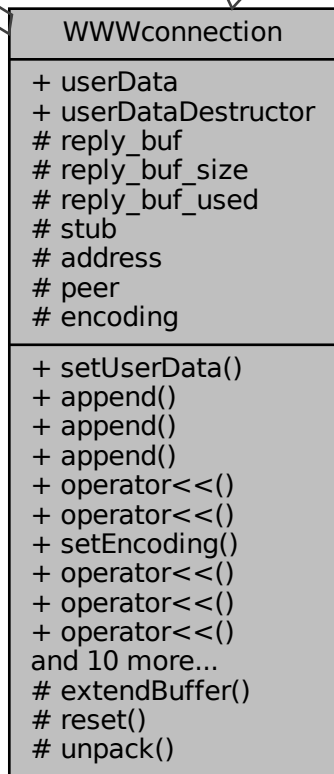 WWWconnection
+ userData
+ userDataDestructor
# reply_buf
# reply_buf_size
# reply_buf_used
# stub
# address
# peer
# encoding
+ setUserData()
+ append()
+ append()
+ append()
+ operator<<()
+ operator<<()
+ setEncoding()
+ operator<<()
+ operator<<()
+ operator<<()
and 10 more...
# extendBuffer()
# reset()
# unpack()